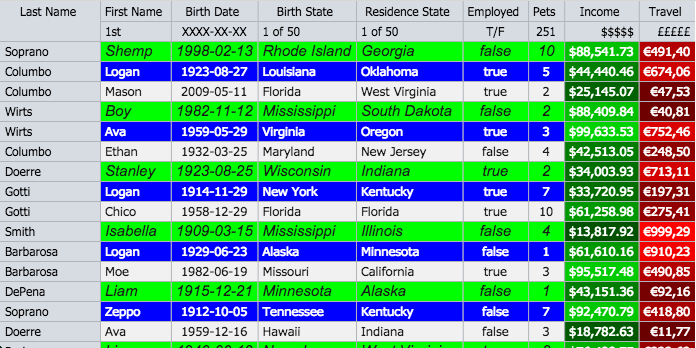 Last Name First Name Birth Date Birth State Residence State Employed Pets Income Travel
1st XXXX-XX-XX 1 of 50 1 of 50 T/F 251 $$$$$ £££££
Soprano Shemp 1998-02-13 Rhode Island Georgia false 10 $88,541.73 €491,40
Columbo Logan 1923-08-27 Louisiana Oklahoma true 5 $44,440.46 €674,06
Columbo Mason 2009-05-11 Florida West Virginia true 2 $25,145.07 €47,53
Wirts Boy 1982-11-12 Mississippi South Dakota false 2 $88,409.84 €40,81
Wirts Ava 1959-05-29 Virginia Oregon true 3 $99,633.53 €752,46
Columbo Ethan 1932-03-25 Maryland New Jersey false 4 $42,513.05 €248,50
Doerre Stanley 1923-08-25 Wisconsin Indiana true 2 $34,003.93 €713,11
Gotti Logan 1914-11-29 New York Kentucky true 7 $33,720.95 €197,31
Gotti Chico 1958-12-29 Florida Florida true 10 $61,258.98 €275,41
Smith Isabella 1909-03-15 Mississippi Illinois false 4 $13,817.92 €999,29
Barbarosa Logan 1929-06-23 Alaska Minnesota false 1 $61,610.16 €910,23
Barbarosa Moe 1982-06-19 Missouri California true 3 $95,517.48 €490,85
DePena Liam 1915-12-21 Minnesota Alaska false 1 $43,151.36 €92,16
Soprano Zeppo 1912-10-05 Tennessee Kentucky false 7 $92,470.79 €418,80
Doerre Ava 1959-12-16 Hawaii Indiana false 3 $18,782.63 €11,77